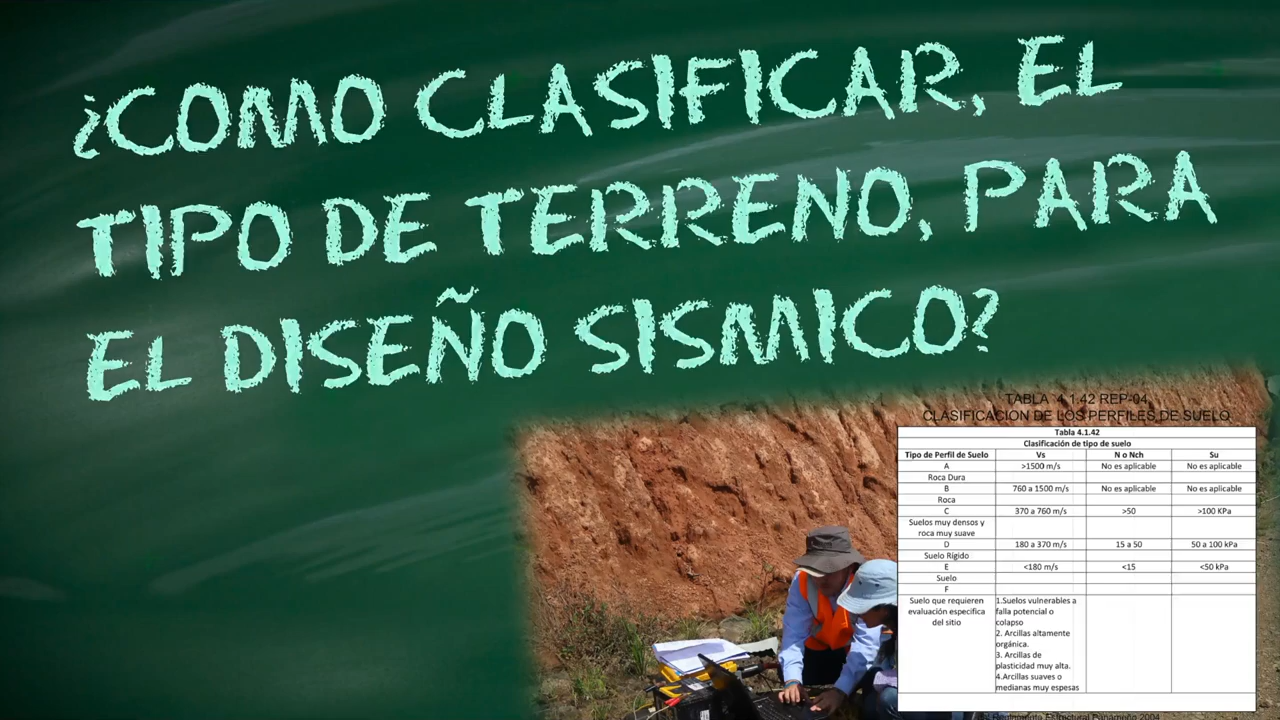 ¿COMO CLASIFICAR, EL
TIPO DE TERRENO, PARA
EL DISEÑO SISMICO?
TABLA 4.1.42 REP-04
CLASIFICACION DE LOS PERFILES DE SUELO
Tabla 4.1.42
Clasificación de tipo de suelo
Tipo de Perfil de Suelo Vs N o Nch Su
A >1500 m/s No es aplicable No es aplicable
Roca Dura
B 760 a 1500 m/s No es aplicable No es aplicable
Roca
C 370 a 760 m/s >50 >100 KPa
Suelos muy densos y
roca muy suave
D 180 a 370 m/s 15 a 50 50 a 100 kPa
Suelo Rígido
E <180 m/s <15 <50 kPa
Suelo
F
Suelo que requieren 1.Suelos vulnerables a
evaluación especifica falla potencial o
del sitio colapso
2. Arcillas altamente
orgánica.
3. Arcillas de
plasticidad muy alta.
4.Arcillas suaves o
medianas muy espesas
Reglamento Estructural Panameño 2004